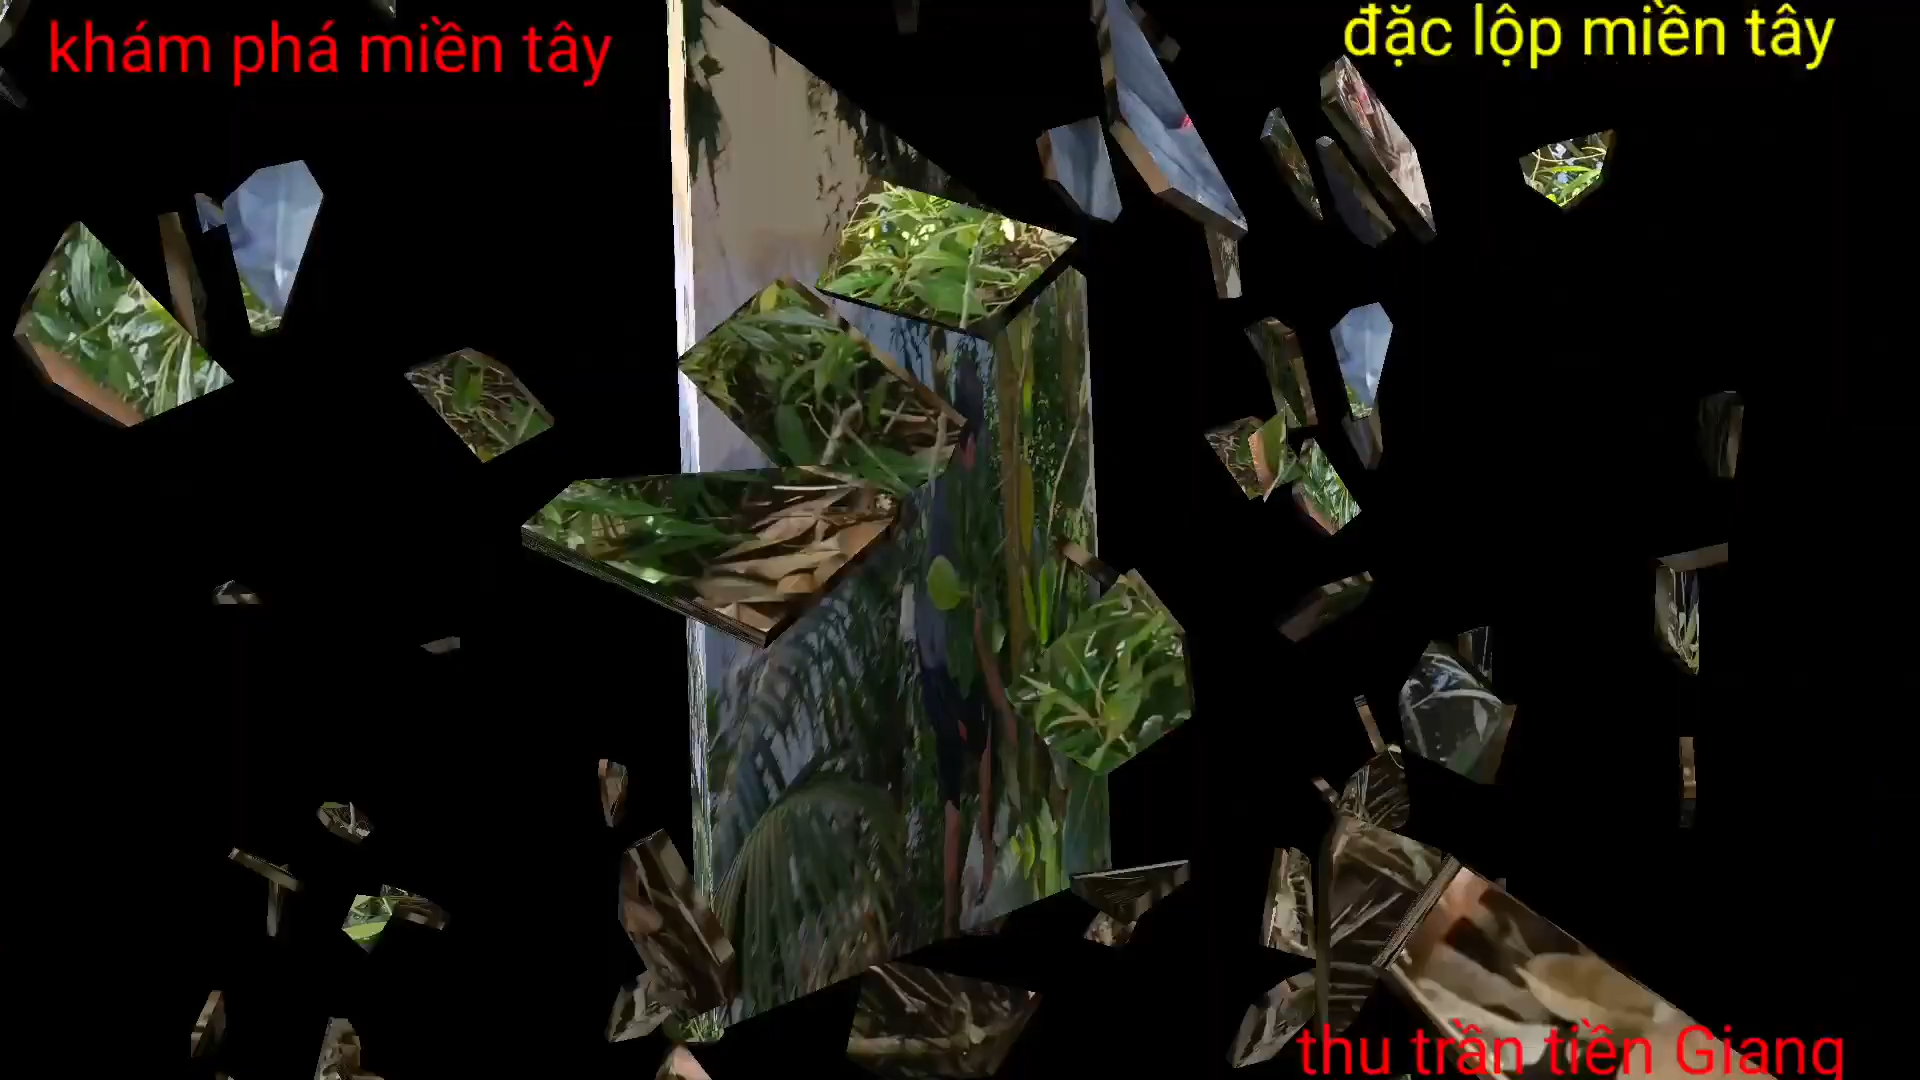 khám phá miền tây
đặc lộp miền tây
thu trần tiền Giang